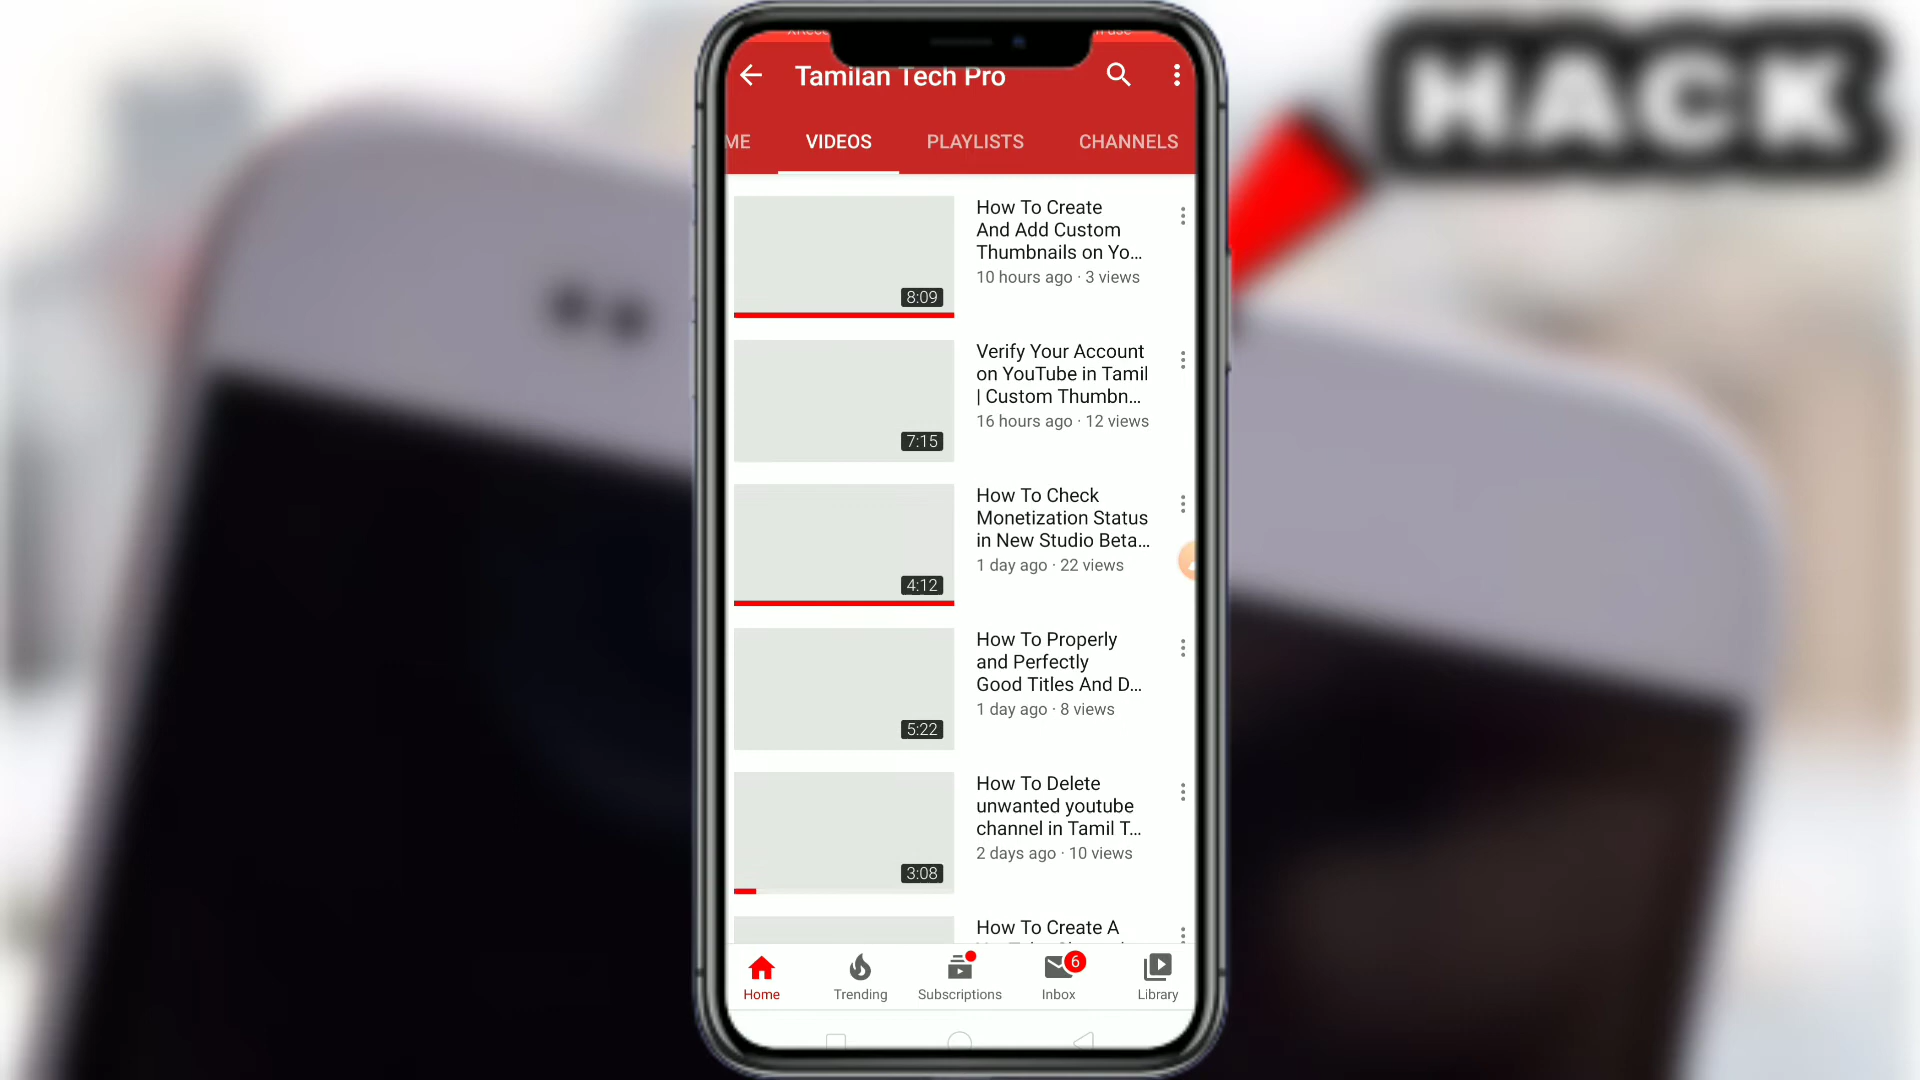 HACK
Tamilan Tech Pro
ME VIDEOS PLAYLISTS CHANNELS
How To Create
And Add Custom
Thumbnails on Yo...
10 hours ago · 3 views
8:09
Verify Your Account
on YouTube in Tamil
| Custom Thumbn...
16 hours ago · 12 views
7:15
How To Check
Monetization Status
in New Studio Beta...
1 day ago · 22 views
4:12
How To Properly
and Perfectly
Good Titles And D...
1 day ago · 8 views
5:22
How To Delete
unwanted youtube
channel in Tamil T...
2 days ago · 10 views
3:08
How To Create A
6
Home Trending Subscriptions Inbox Library